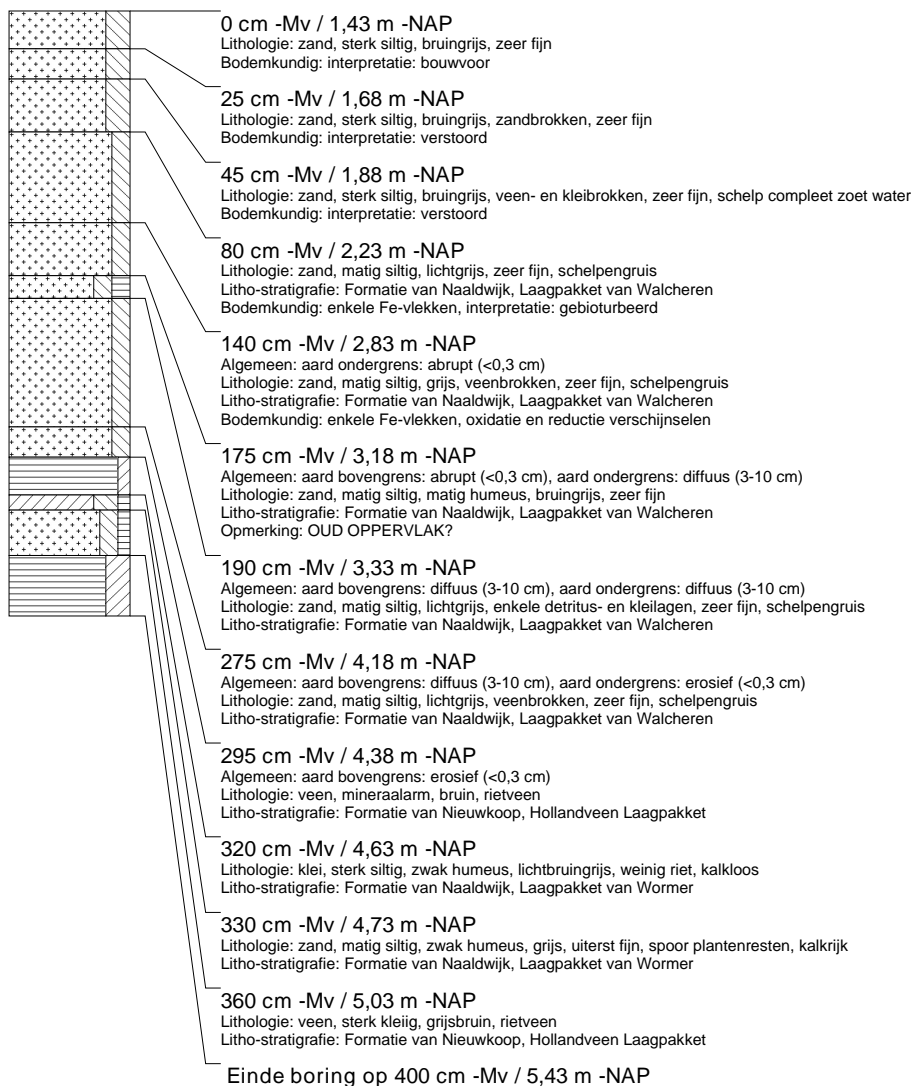 0 cm -Mv / 1,43 m -NAP
Lithologie: zand, sterk siltig, bruingrijs, zeer fijn
Bodemkundig: interpretatie: bouwvoor
25 cm -Mv / 1,68 m -NAP
Lithologie: zand, sterk siltig, bruingrijs, zandbrokken, zeer fijn
Bodemkundig: interpretatie: verstoord
45 cm -Mv / 1,88 m -NAP
Lithologie: zand, sterk siltig, bruingrijs, veen- en kleibrokken, zeer fijn, schelp compleet zoet water
Bodemkundig: interpretatie: verstoord
80 cm -Mv / 2,23 m -NAP
Lithologie: zand, matig siltig, lichtgrijs, zeer fijn, schelpengruis
Litho-stratigrafie: Formatie van Naaldwijk, Laagpakket van Walcheren
Bodemkundig: enkele Fe-vlekken, interpretatie: gebioturbeerd
140 cm -Mv / 2,83 m -NAP
Algemeen: aard ondergrens: abrupt (<0,3 cm)
Lithologie: zand, matig siltig, grijs, veenbrokken, zeer fijn, schelpengruis
Litho-stratigrafie: Formatie van Naaldwijk, Laagpakket van Walcheren
Bodemkundig: enkele Fe-vlekken, oxidatie en reductie verschijnselen
175 cm -Mv / 3,18 m -NAP
Algemeen: aard bovengrens: abrupt (<0,3 cm), aard ondergrens: diffuus (3-10 cm)
Lithologie: zand, matig siltig, matig humeus, bruingrijs, zeer fijn
Litho-stratigrafie: Formatie van Naaldwijk, Laagpakket van Walcheren
Opmerking: OUD OPPERVLAK?
190 cm -Mv / 3,33 m -NAP
Algemeen: aard bovengrens: diffuus (3-10 cm), aard ondergrens: diffuus (3-10 cm)
Lithologie: zand, matig siltig, lichtgrijs, enkele detritus- en kleilagen, zeer fijn, schelpengruis
Litho-stratigrafie: Formatie van Naaldwijk, Laagpakket van Walcheren
275 cm -Mv / 4,18 m -NAP
Algemeen: aard bovengrens: diffuus (3-10 cm), aard ondergrens: erosief (<0,3 cm)
Lithologie: zand, matig siltig, lichtgrijs, veenbrokken, zeer fijn, schelpengruis
Litho-stratigrafie: Formatie van Naaldwijk, Laagpakket van Walcheren
295 cm -Mv / 4,38 m -NAP
Algemeen: aard bovengrens: erosief (<0,3 cm)
Lithologie: veen, mineraalarm, bruin, rietveen
Litho-stratigrafie: Formatie van Nieuwkoop, Hollandveen Laagpakket
320 cm -Mv / 4,63 m -NAP
Lithologie: klei, sterk siltig, zwak humeus, lichtbruingrijs, weinig riet, kalkloos
Litho-stratigrafie: Formatie van Naaldwijk, Laagpakket van Wormer
330 cm -Mv / 4,73 m -NAP
Lithologie: zand, matig siltig, zwak humeus, grijs, uiterst fijn, spoor plantenresten, kalkrijk
Litho-stratigrafie: Formatie van Naaldwijk, Laagpakket van Wormer
360 cm -Mv / 5,03 m -NAP
Lithologie: veen, sterk kleiig, grijsbruin, rietveen
Litho-stratigrafie: Formatie van Nieuwkoop, Hollandveen Laagpakket
Einde boring op 400 cm -Mv / 5,43 m -NAP